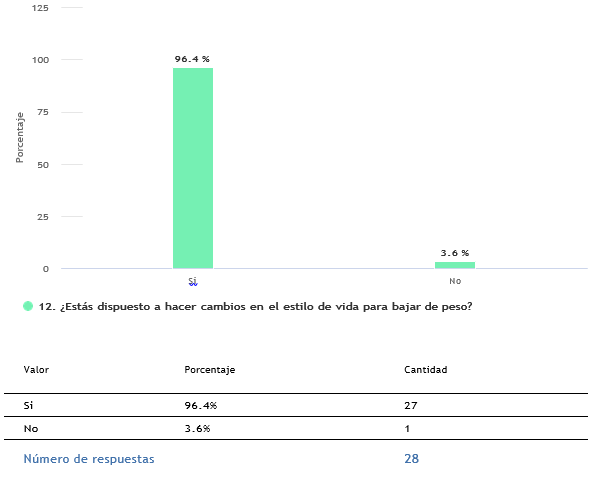 125
100
75
50
25
0
Porcentaje
96.4 %
3.6 %
Si
No
12. ¿Estás dispuesto a hacer cambios en el estilo de vida para bajar de peso?
Valor Porcentaje Cantidad
Si 96.4% 27
No 3.6% 1
Número de respuestas 28